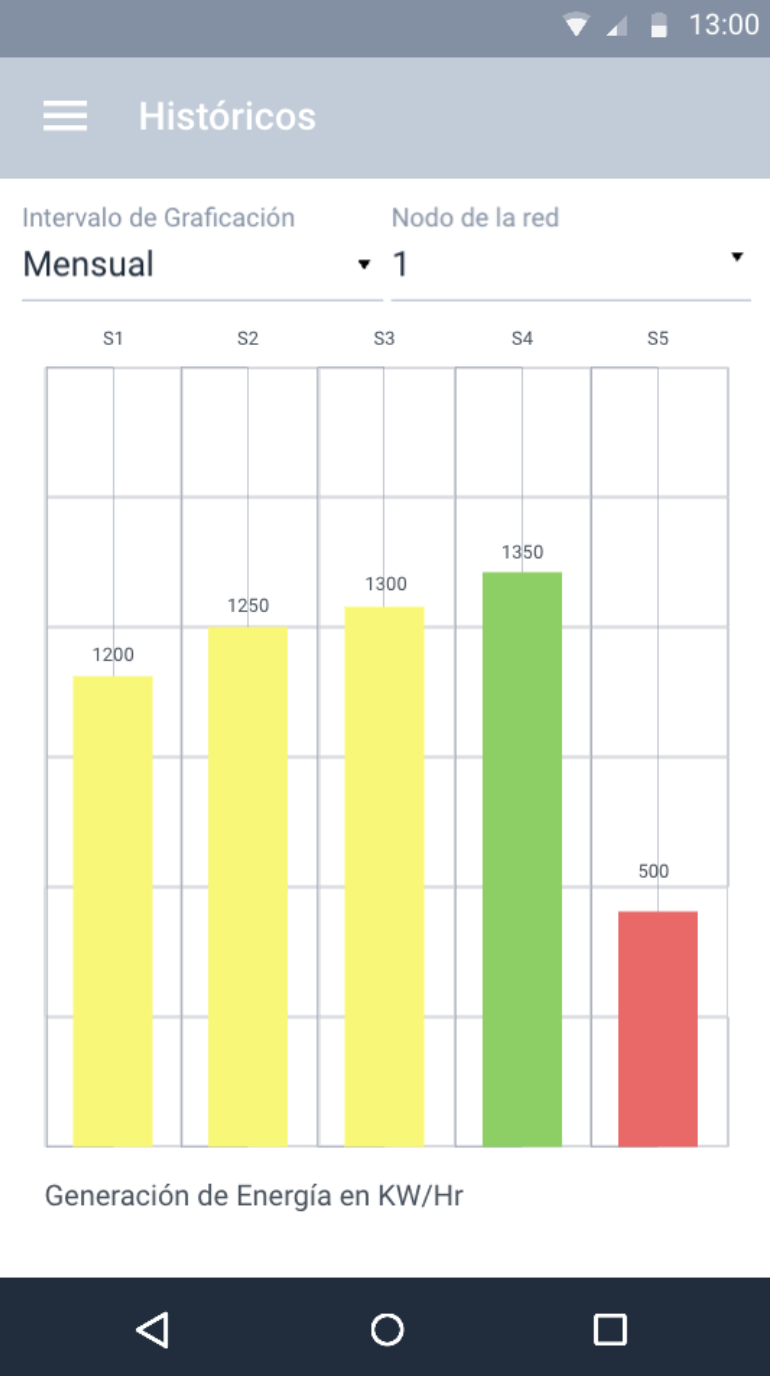 13:00
Históricos
Intervalo de Graficación Nodo de la red
Mensual 1
S1 S2 S3 S4 S5
1350
1300
1250
1200
500
Generación de Energía en KW/Hr